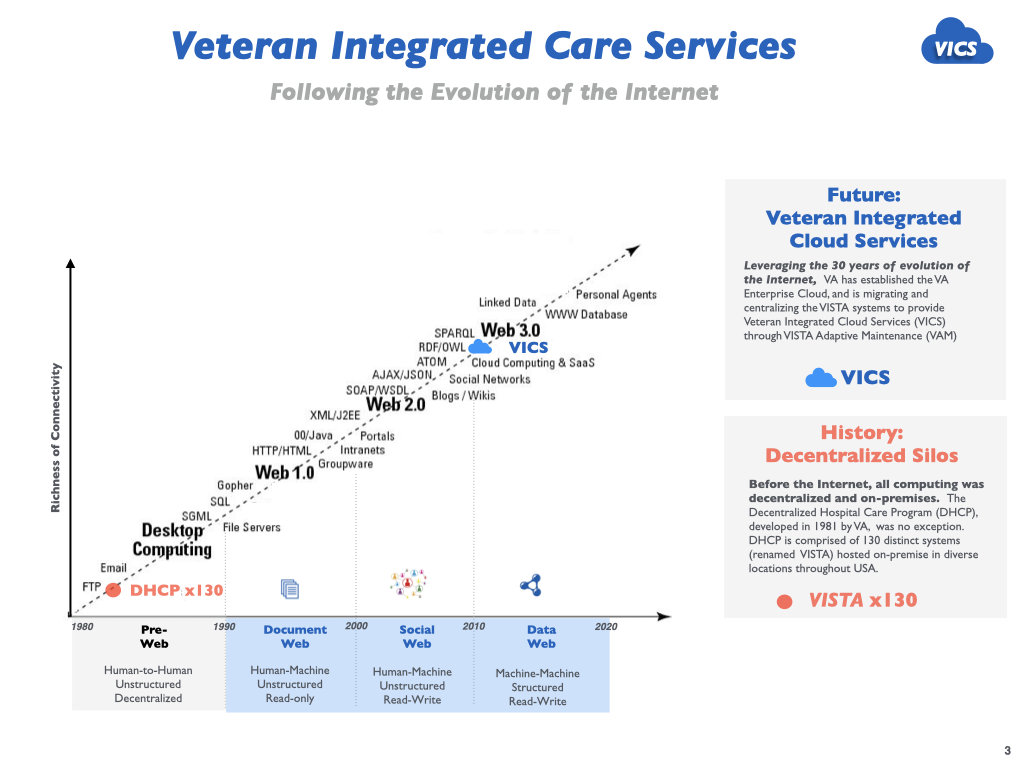 Veteran Integrated Care Services
VICS
Following the Evolution of the Internet
Richness of Connectivity
Personal Agents
Linked Data
WWW Database
SPARQL
Web 3.0
RDF/OWL
VICS
ATOM
Cloud Computing & SaaS
AJAX/JSON
Social Networks
SOAP/WSDL
Blogs / Wikis
Web 2.0
XML/J2EE
00/Java
Portals
HTTP/HTML
Intranets
Groupware
Web 1.0
Gopher
SQL
SGML
File Servers
Desktop
Computing
Email
FTP
DHCP x130
1980
1990
2000
2010
2020
Pre-
Web
Human-to-Human
Unstructured
Decentralized
Document
Web
Human-Machine
Unstructured
Read-only
Social
Web
Human-Machine
Unstructured
Read-Write
Data
Web
Machine-Machine
Structured
Read-Write
Future:
Veteran Integrated
Cloud Services
Leveraging the 30 years of evolution of
the Internet, VA has established the VA
Enterprise Cloud, and is migrating and
centralizing the VISTA systems to provide
Veteran Integrated Cloud Services (VICS)
through VISTA Adaptive Maintenance (VAM)
VICS
History:
Decentralized Silos
Before the Internet, all computing was
decentralized and on-premises. The
Decentralized Hospital Care Program (DHCP),
developed in 1981 by VA, was no exception.
DHCP is comprised of 130 distinct systems
(renamed VISTA) hosted on-premise in diverse
locations throughout USA.
VISTA x130
3